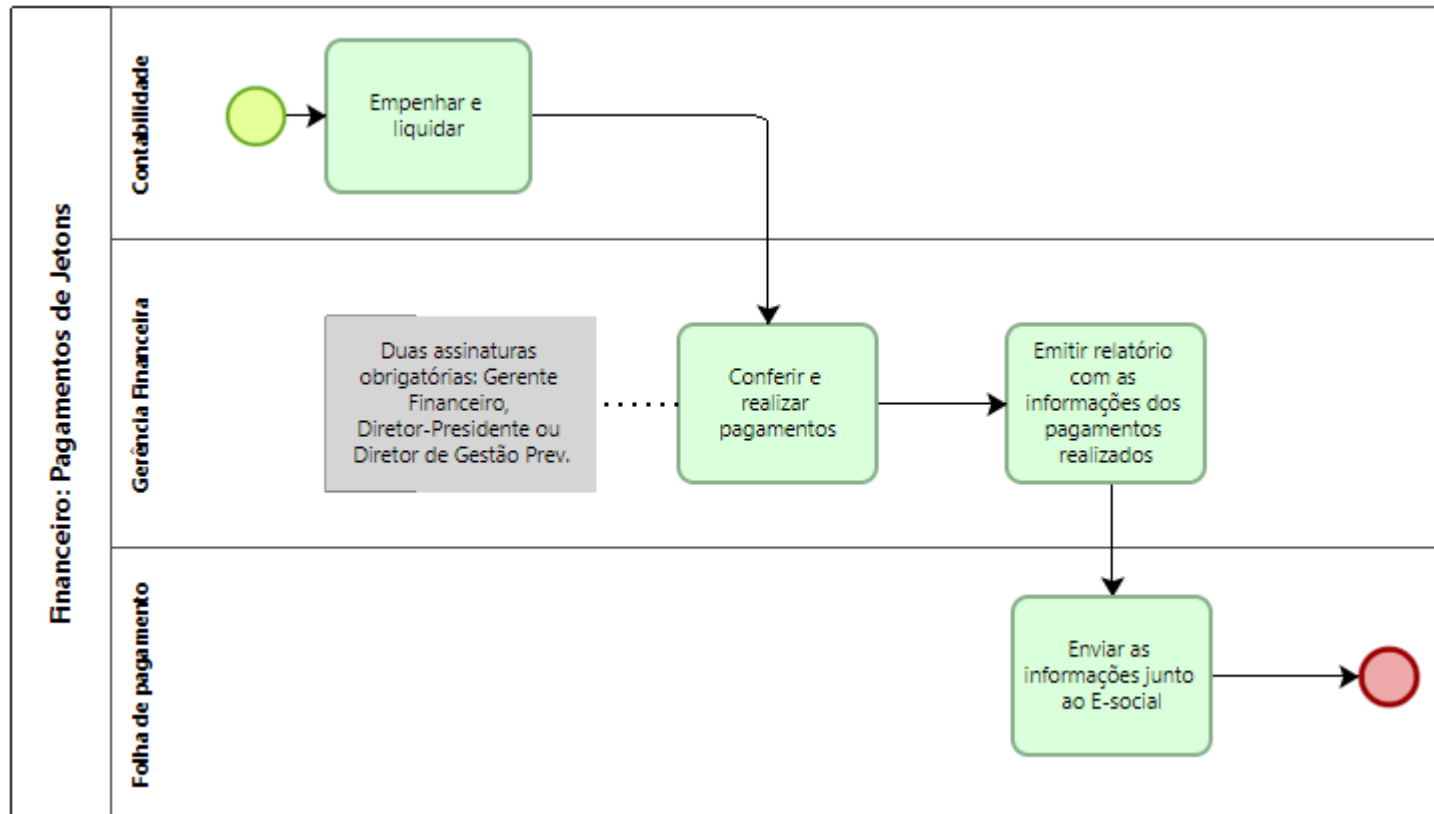 Financeiro: Pagamentos de Jetons
Contabilidade
Empenhar e
liquidar
Gerência Financeira
Duas assinaturas
obrigatórias: Gerente
Financeiro,
Diretor-Presidente ou
Diretor de Gestão Prev.
Conferir e
realizar
pagamentos
Emitir relatório
com as
informações dos
pagamentos
realizados
Folha de pagamento
Enviar as
informações junto
ao E-social